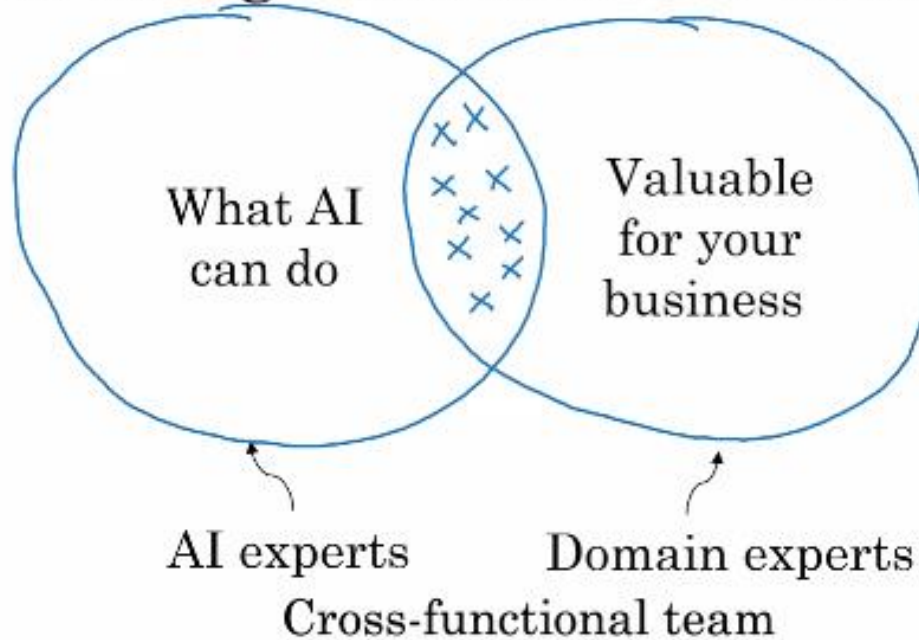 What AI
can do
Valuable
for your
business
AI experts
Domain experts
Cross-functional team